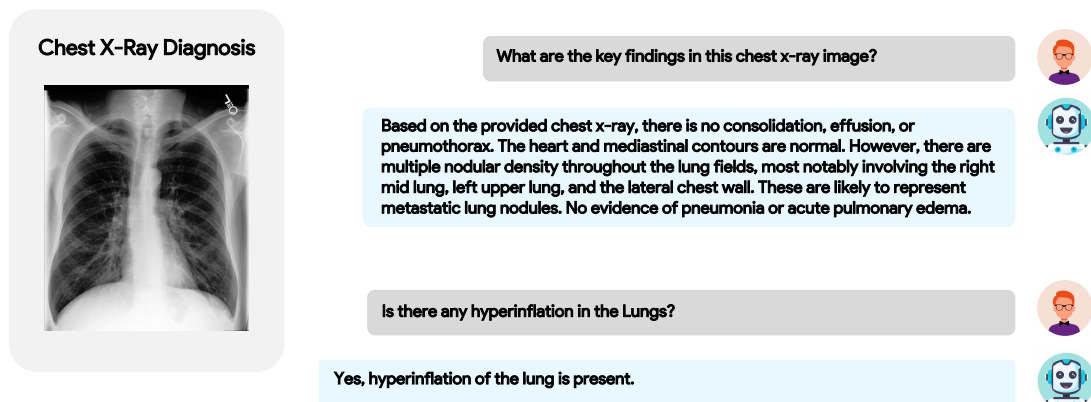 Chest X-Ray Diagnosis
What are the key findings in this chest x-ray image?
Based on the provided chest x-ray, there is no consolidation, effusion, or
pneumothorax. The heart and mediastinal contours are normal. However, there are
multiple nodular density throughout the lung fields, most notably involving the right
mid lung, left upper lung, and the lateral chest wall. These are likely to represent
metastatic lung nodules. No evidence of pneumonia or acute pulmonary edema.
Is there any hyperinflation in the Lungs?
Yes, hyperinflation of the lung is present.